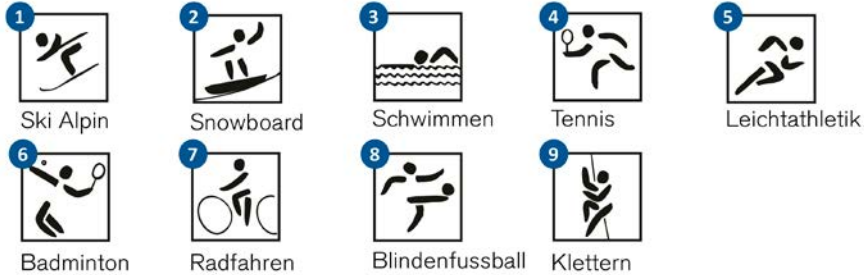 1 2 3 4 5
Ski Alpin Snowboard Schwimmen Tennis Leichtathletik
6 7 8 9
Badminton Radfahren Blindenfussball Klettern